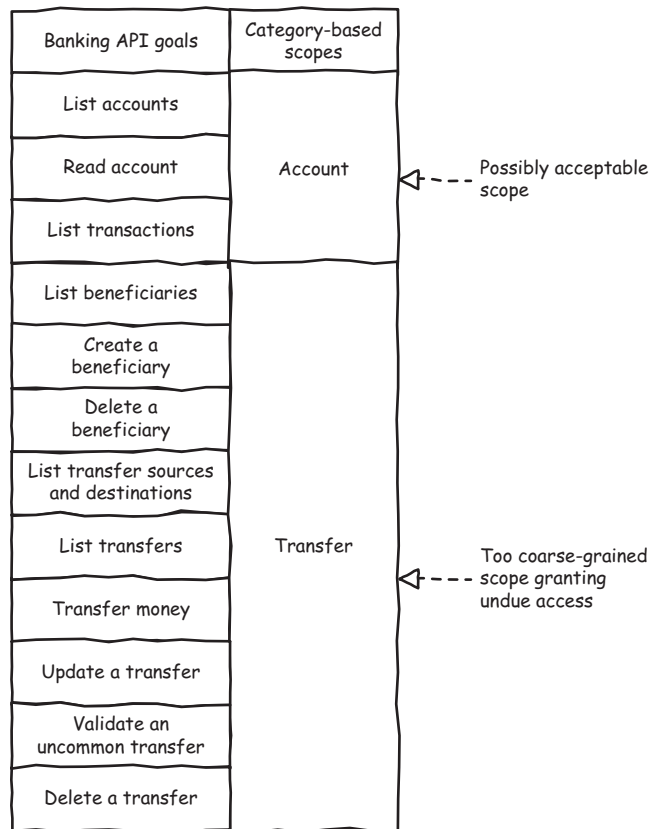 Banking API goals
Category-based
scopes
List accounts
Read account
List transactions
Account
Possibly acceptable
scope
List beneficiaries
Create a
beneficiary
Delete a
beneficiary
List transfer sources
and destinations
List transfers
Transfer money
Update a transfer
Validate an
uncommon transfer
Delete a transfer
Transfer
Too coarse-grained
scope granting
undue access